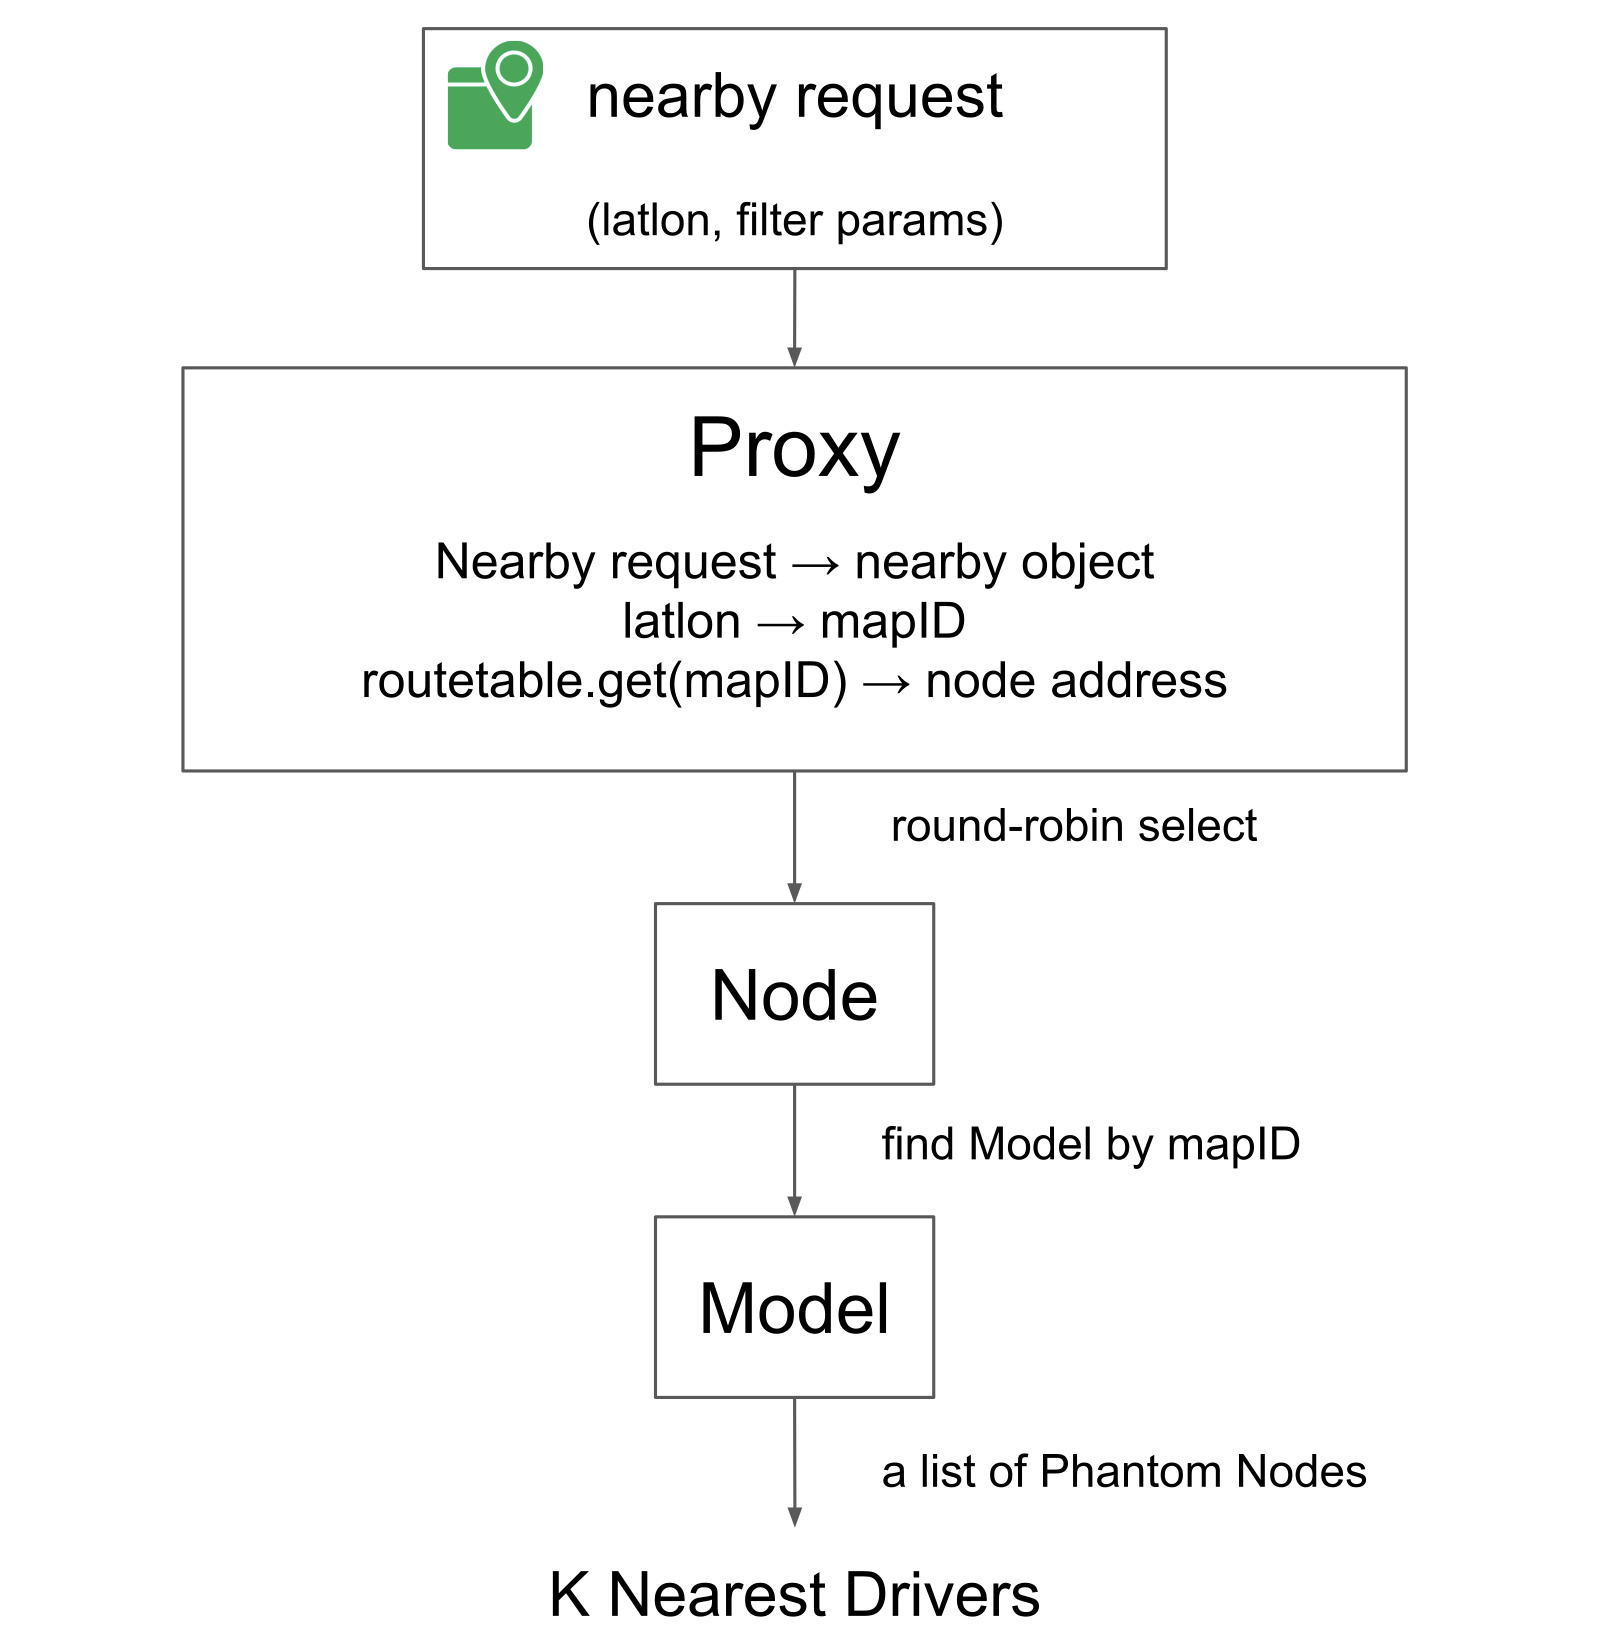 nearby request
(latlon, filter params)
Proxy
Nearby request → nearby object
latlon → mapID
routetable.get(mapID) → node address
round-robin select
Node
find Model by mapID
Model
a list of Phantom Nodes
K Nearest Drivers